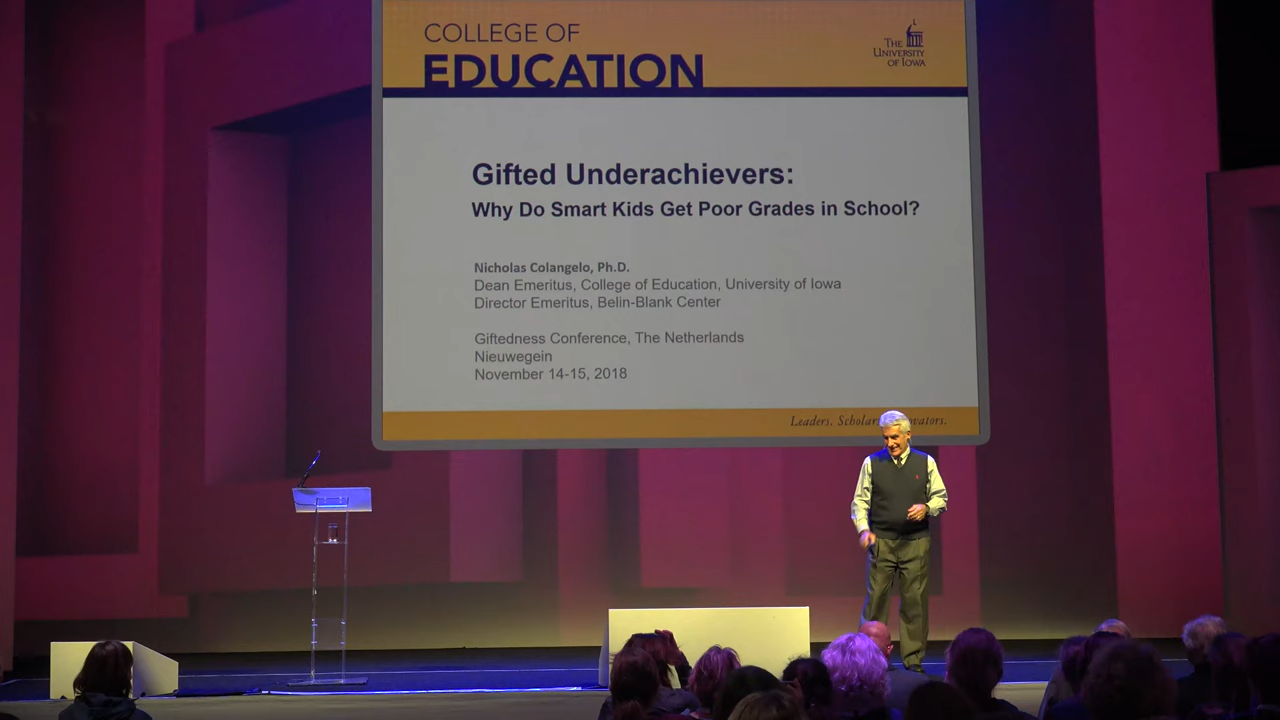 COLLEGE OF
EDUCATION
THE
UNIVERSITY
OF IOWA
Gifted Underachievers:
Why Do Smart Kids Get Poor Grades in School?
Nicholas Colangelo, Ph.D.
Dean Emeritus, College of Education, University of Iowa
Director Emeritus, Belin-Blank Center
Giftedness Conference, The Netherlands
Nieuwegein
November 14-15, 2018
Leaders.